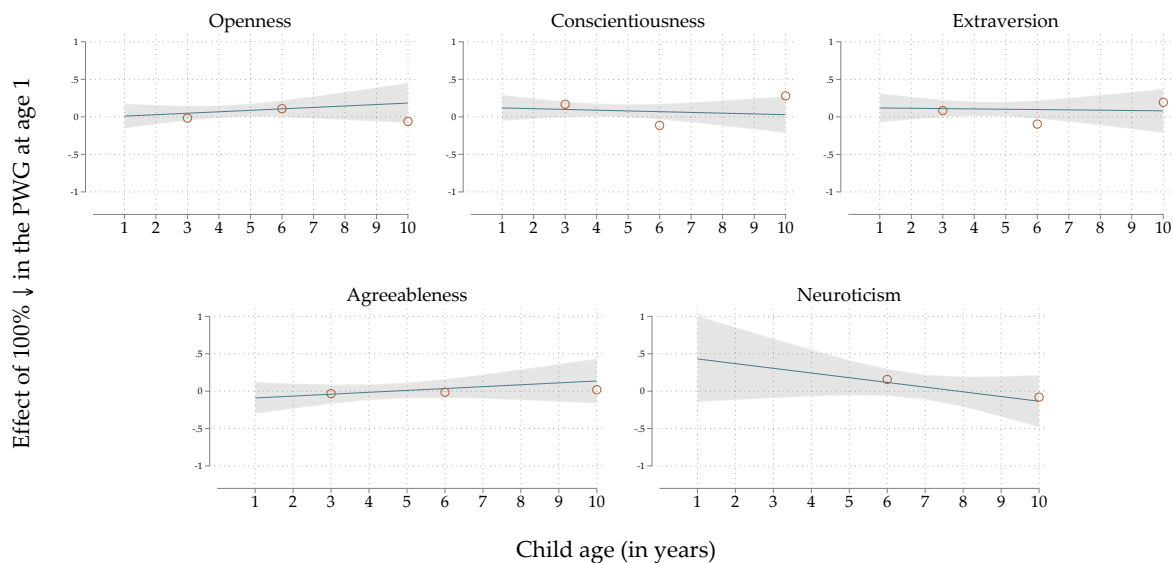 Effect of 100% ↓ in the PWG at age 1
Openness
1
.5
0
-.5
-1
1 2 3 4 5 6 7 8 9 10
Conscientiousness
1
.5
0
-.5
-1
1 2 3 4 5 6 7 8 9 10
Extraversion
1
.5
0
-.5
-1
1 2 3 4 5 6 7 8 9 10
Agreeableness
1
.5
0
-.5
-1
1 2 3 4 5 6 7 8 9 10
Neuroticism
1
.5
0
-.5
-1
1 2 3 4 5 6 7 8 9 10
Child age (in years)